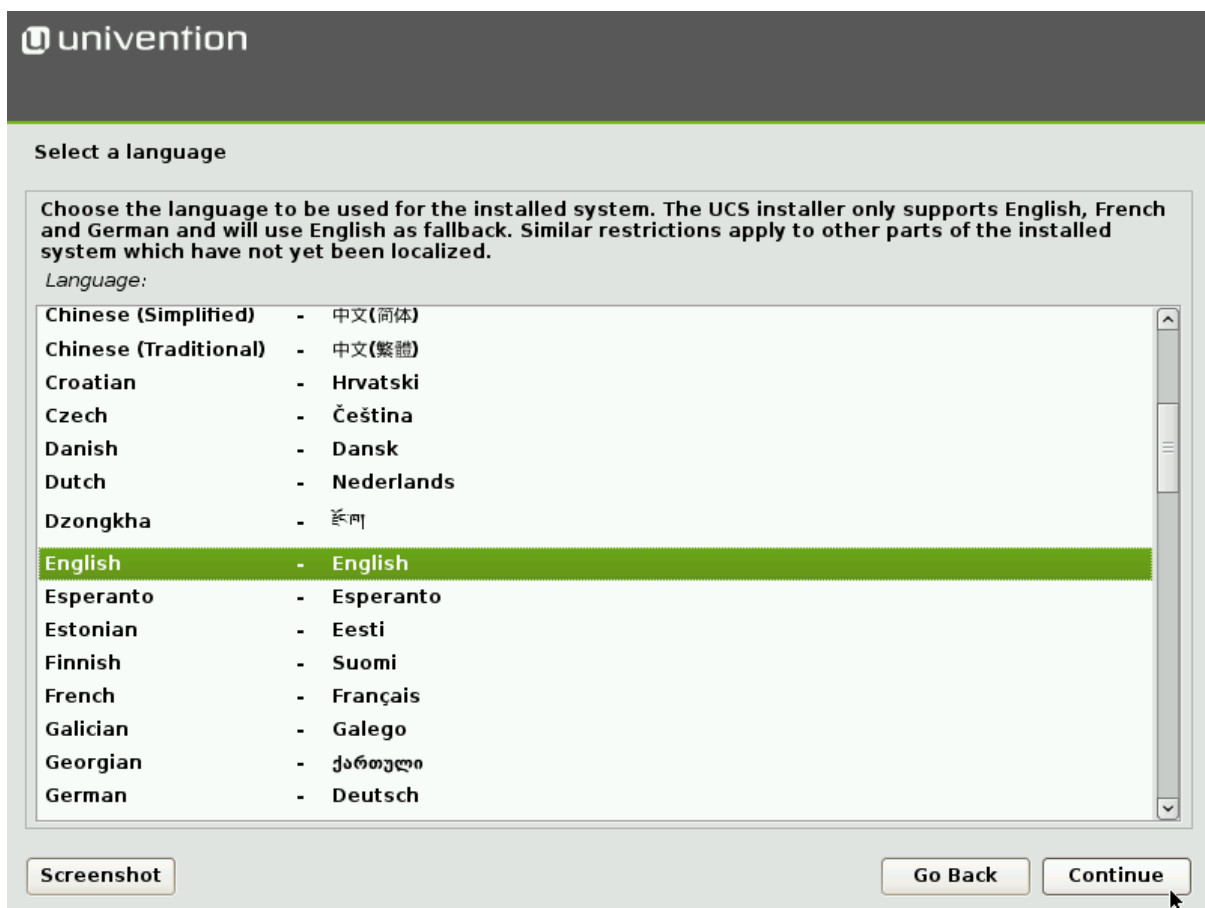 univention
Select a language
Choose the language to be used for the installed system. The UCS installer only supports English, French
and German and will use English as fallback. Similar restrictions apply to other parts of the installed
system which have not yet been localized.
Language:
Chinese (Simplified) - 中文(简体)
Chinese (Traditional) - 中文(繁體)
Croatian - Hrvatski
Czech - Čeština
Danish - Dansk
Dutch - Nederlands
Dzongkha - རྫོང་ཁ།
English - English
Esperanto - Esperanto
Estonian - Eesti
Finnish - Suomi
French - Français
Galician - Galego
Georgian - ქართული
German - Deutsch
Screenshot Go Back Continue